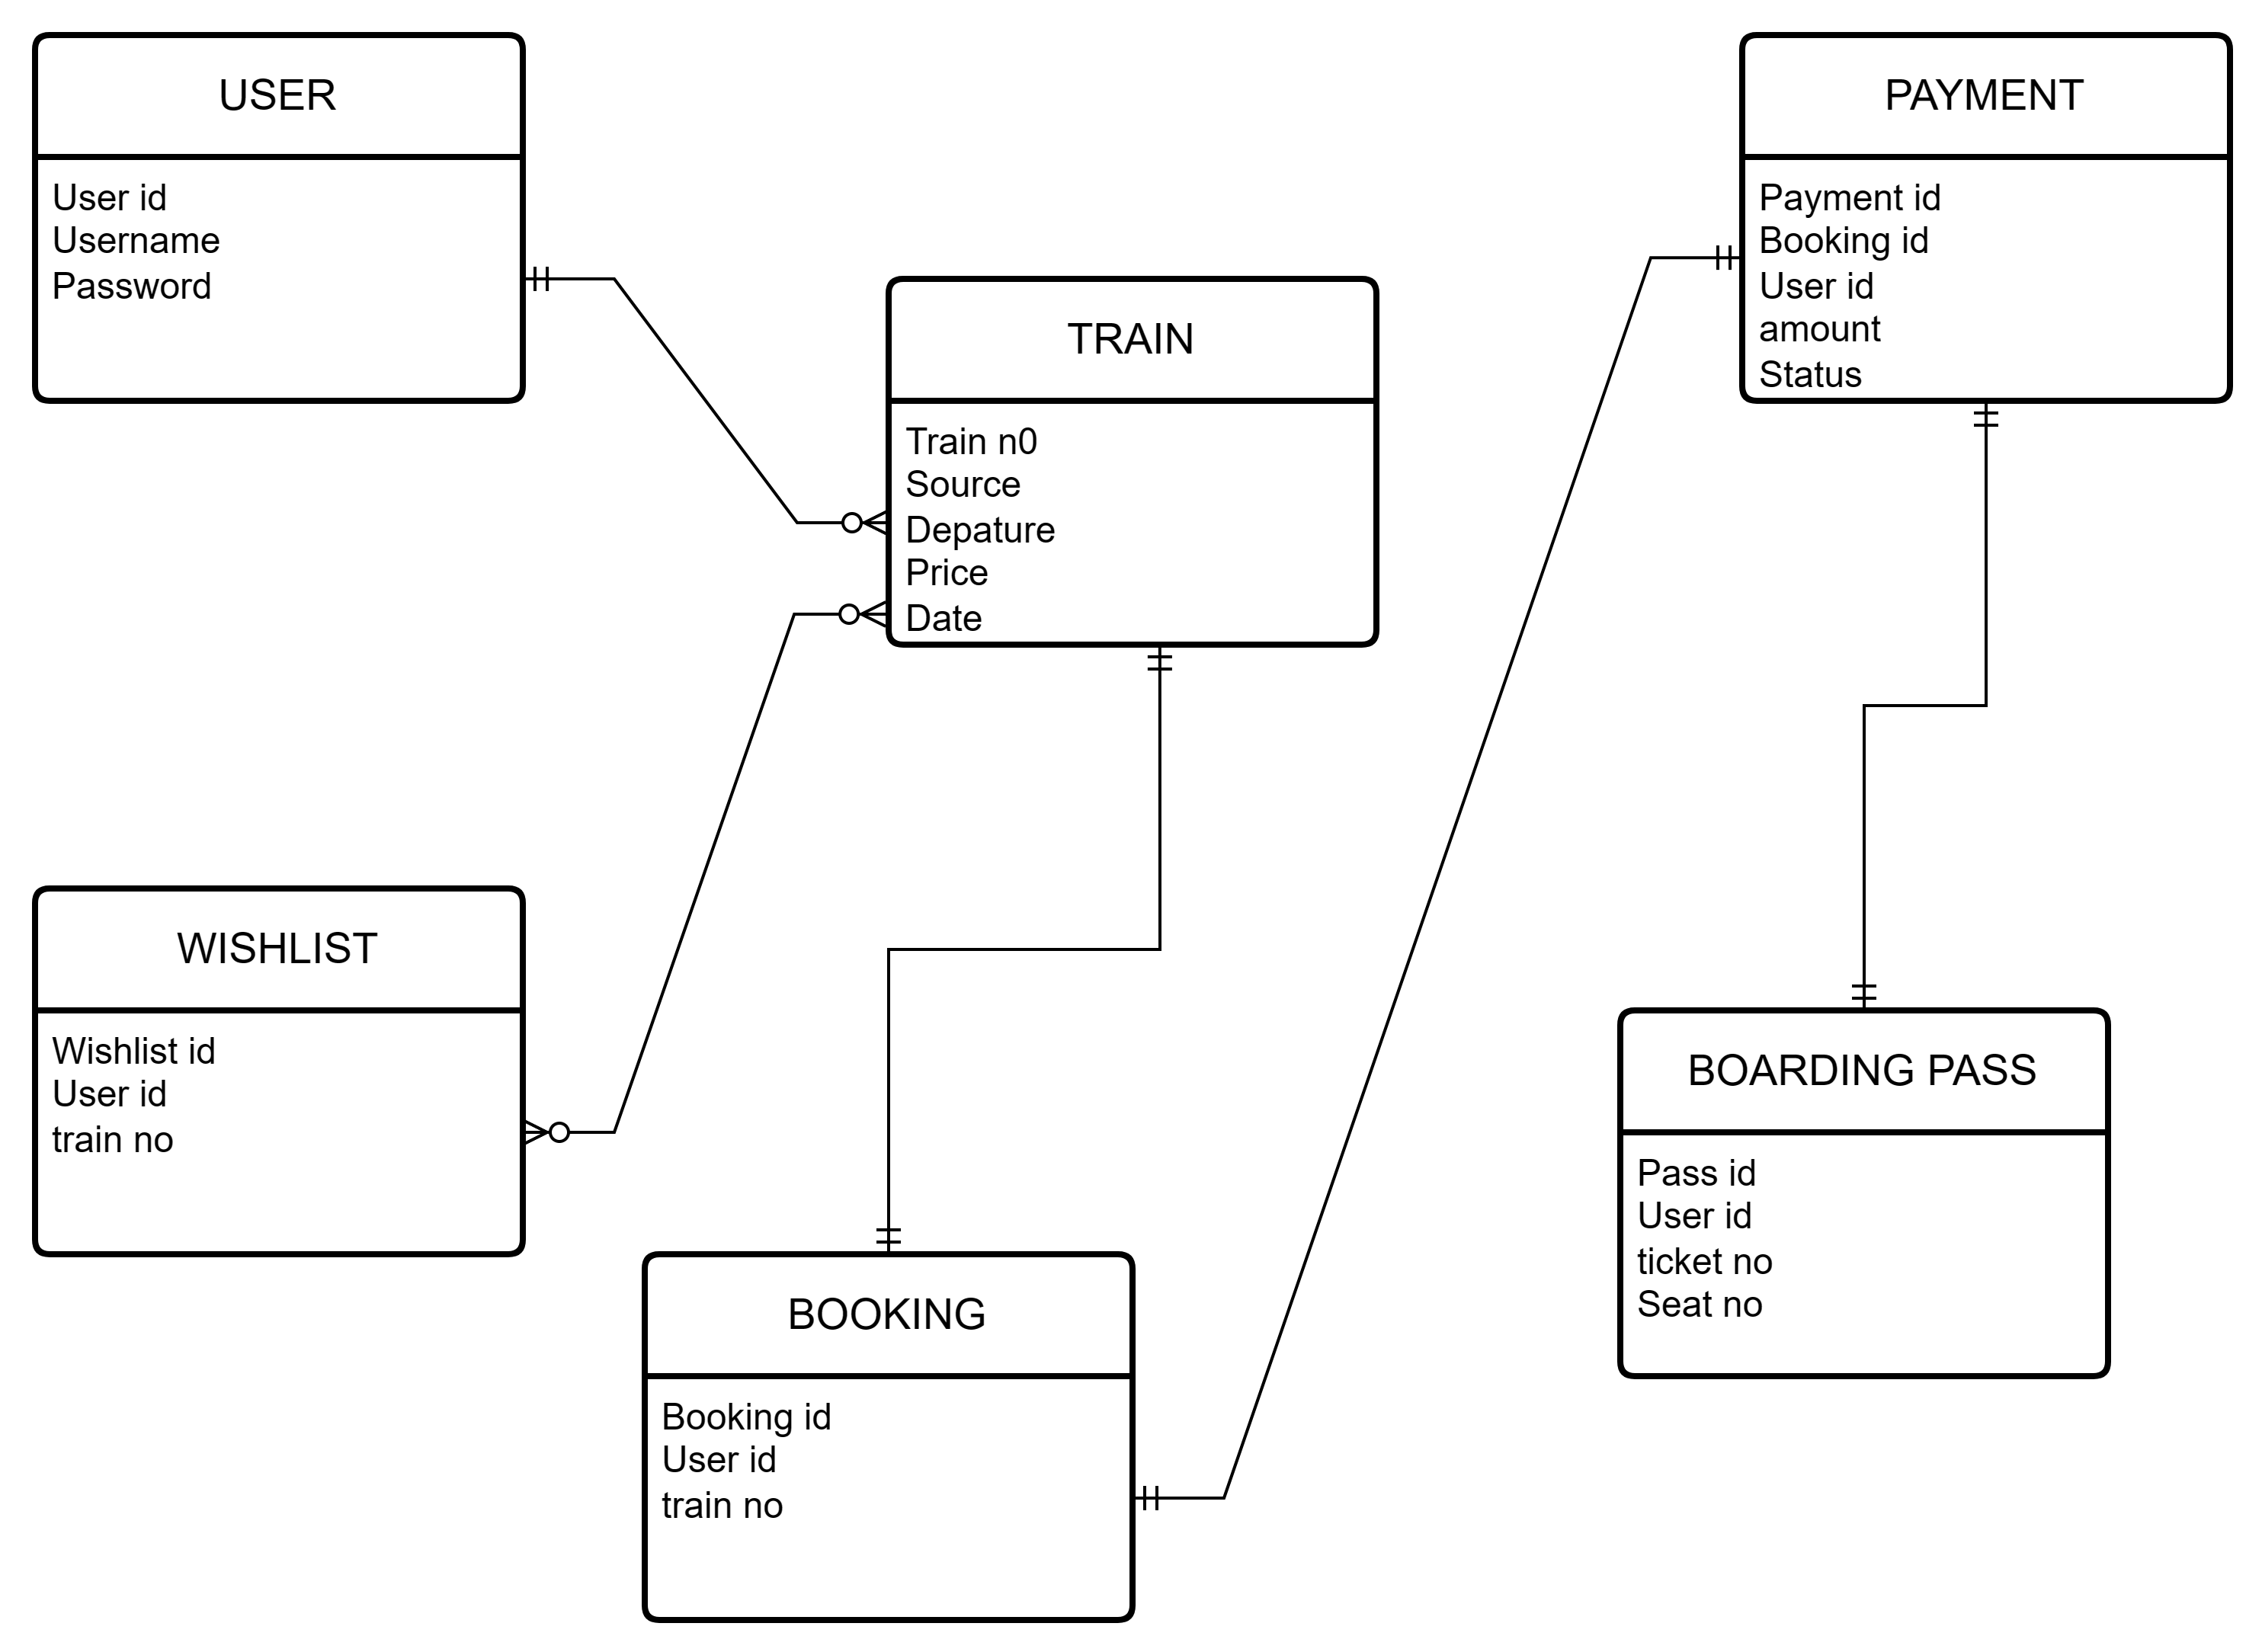 USER
User id
Username
Password
PAYMENT
Payment id
Booking id
User id
amount
Status
TRAIN
Train n0
Source
Depature
Price
Date
WISHLIST
Wishlist id
User id
train no
BOARDING PASS
Pass id
User id
ticket no
Seat no
BOOKING
Booking id
User id
train no